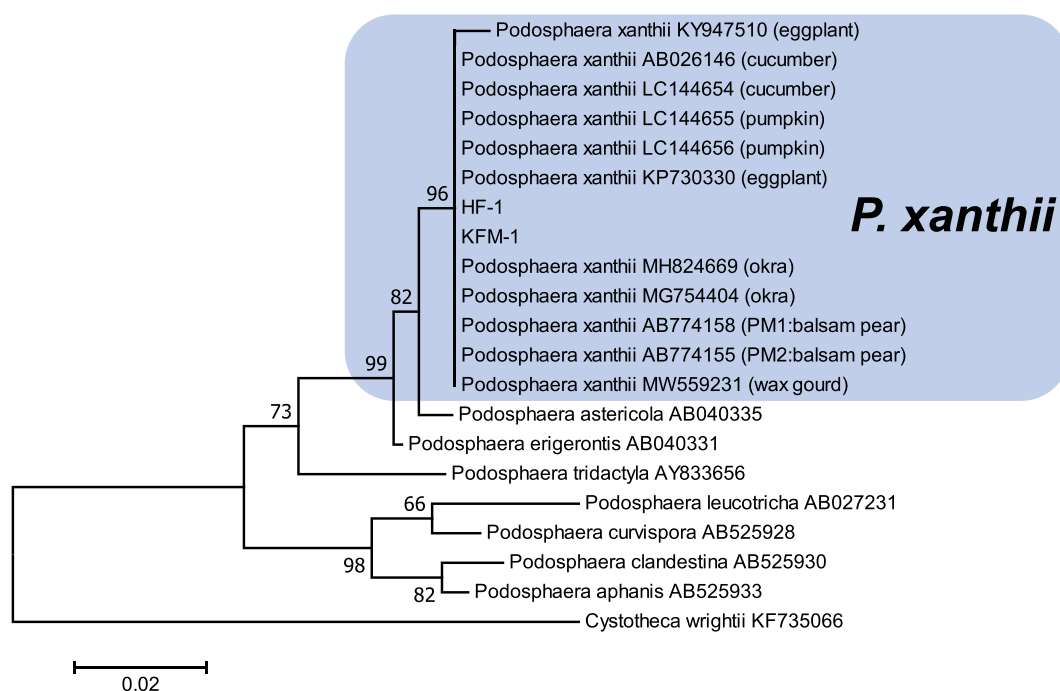 Podosphaera xanthii KY947510 (eggplant)
Podosphaera xanthii AB026146 (cucumber)
Podosphaera xanthii LC144654 (cucumber)
Podosphaera xanthii LC144655 (pumpkin)
Podosphaera xanthii LC144656 (pumpkin)
Podosphaera xanthii KP730330 (eggplant)
96
HF-1
P. xanthii
KFM-1
Podosphaera xanthii MH824669 (okra)
82
Podosphaera xanthii MG754404 (okra)
Podosphaera xanthii AB774158 (PM1:balsam pear)
Podosphaera xanthii AB774155 (PM2:balsam pear)
99
Podosphaera xanthii MW559231 (wax gourd)
73
Podosphaera astericola AB040335
Podosphaera erigerontis AB040331
Podosphaera tridactyla AY833656
66
Podosphaera leucotricha AB027231
Podosphaera curvispora AB525928
98
Podosphaera clandestina AB525930
82
Podosphaera aphanis AB525933
Cystotheca wrightii KF735066
0.02